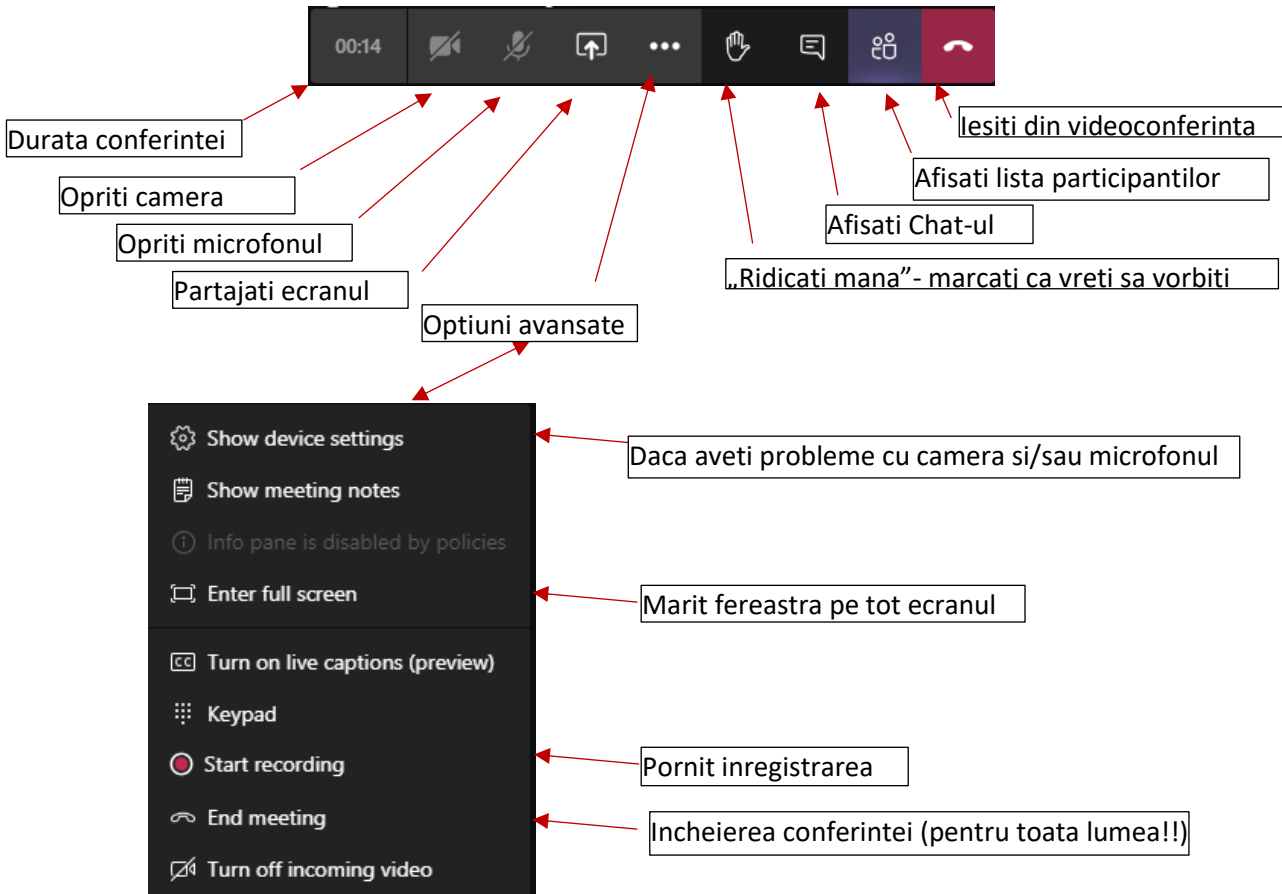 00:14
Durata conferintei
Iesiti din videoconferinta
Opriti camera
Afisati lista participantilor
Opriti microfonul
Afisati Chat-ul
Partajati ecranul
„Ridicati mana”- marcati ca vreti sa vorbiti
Optiuni avansate
Show device settings
Daca aveti probleme cu camera si/sau microfonul
Show meeting notes
Info pane is disabled by policies
Enter full screen
Marit fereastra pe tot ecranul
CC Turn on live captions (preview)
Keypad
Start recording
Pornit inregistrarea
End meeting
Incheierea conferintei (pentru toata lumea!!)
Turn off incoming video